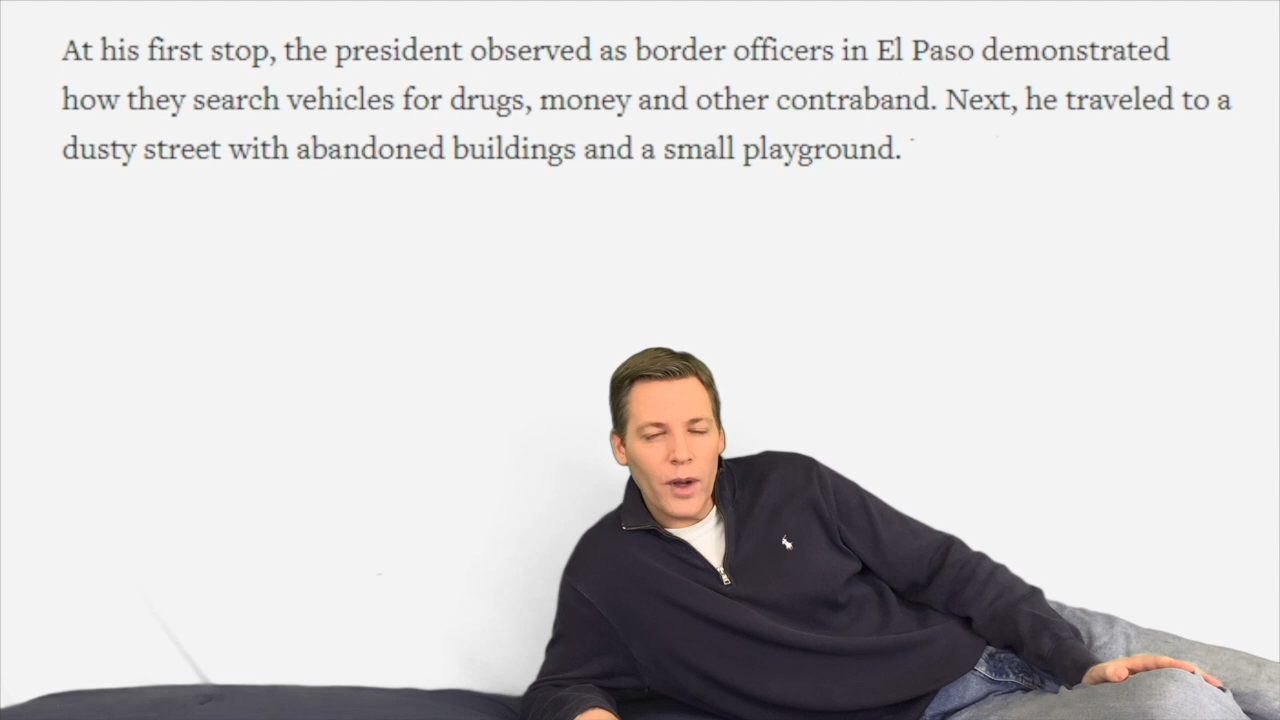 At his first stop, the president observed as border officers in El Paso demonstrated
how they search vehicles for drugs, money and other contraband. Next, he traveled to a
dusty street with abandoned buildings and a small playground.